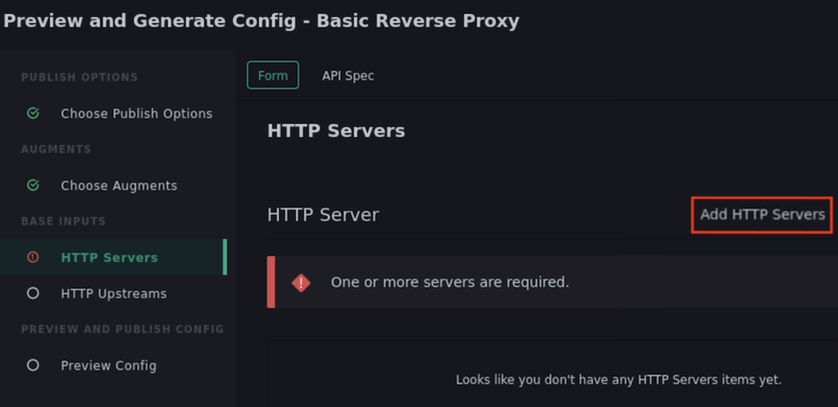 Preview and Generate Config - Basic Reverse Proxy
PUBLISH OPTIONS
Choose Publish Options
AUGMENTS
Choose Augments
BASE INPUTS
HTTP Servers
HTTP Upstreams
PREVIEW AND PUBLISH CONFIG
Preview Config
Form API Spec
HTTP Servers
HTTP Server Add HTTP Servers
One or more servers are required.
Looks like you don't have any HTTP Servers items yet.